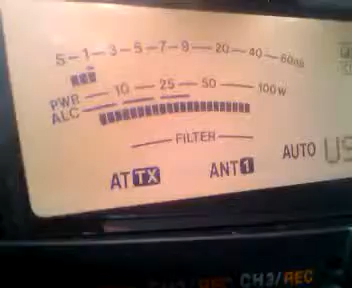 S-1-3-5-7-9-20-40-60dB
PWR 10 25 50 100W
ALC
FILTER
AT TX ANT 1 AUTO US
CH3/REC